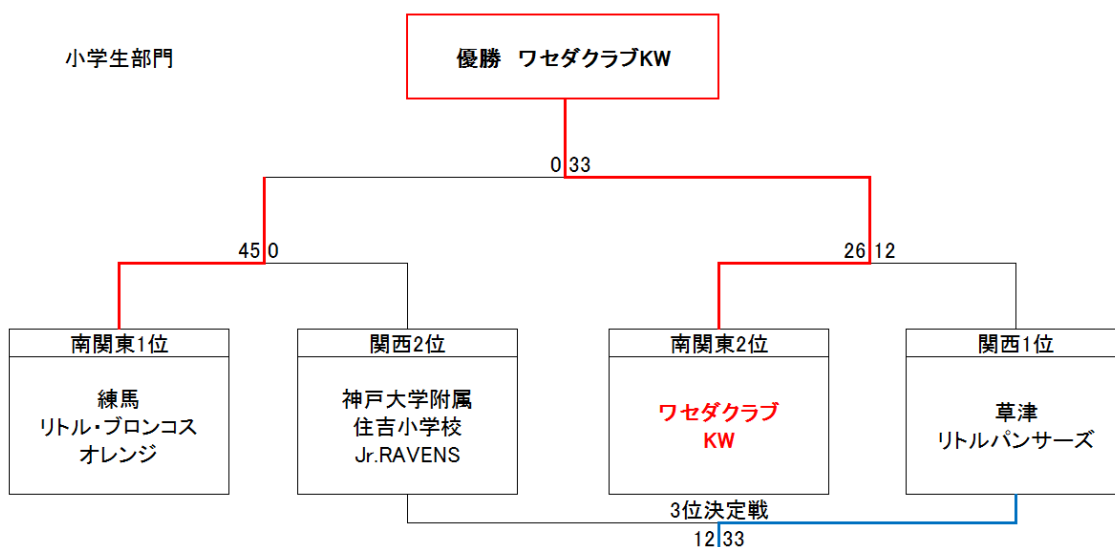 小学生部門
優勝 ワセダクラブKW
0 33
45 0
26 12
南関東1位
練馬
リトル・ブロンコス
オレンジ
関西2位
神戸大学附属
住吉小学校
Jr.RAVENS
南関東2位
ワセダクラブ
KW
関西1位
草津
リトルパンサーズ
3位決定戦
12 33